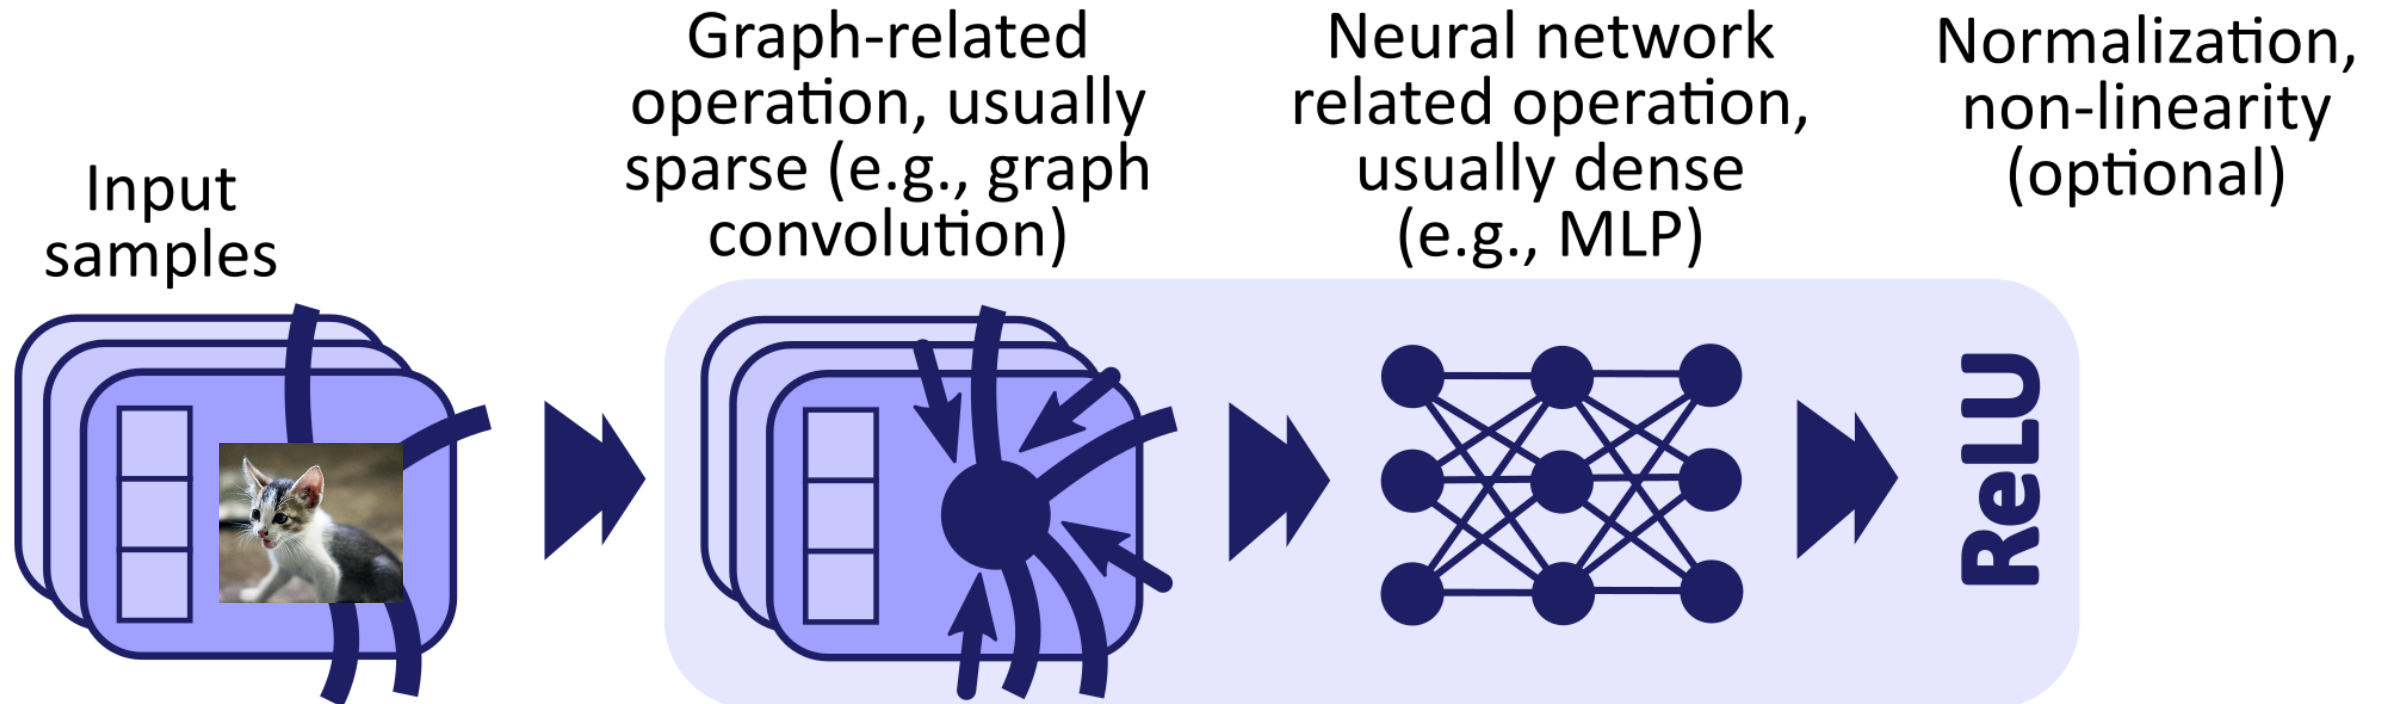 Input
samples
Graph-related
operation, usually
sparse (e.g., graph
convolution)
Neural network
related operation,
usually dense
(e.g., MLP)
Normalization,
non-linearity
(optional)
ReLU